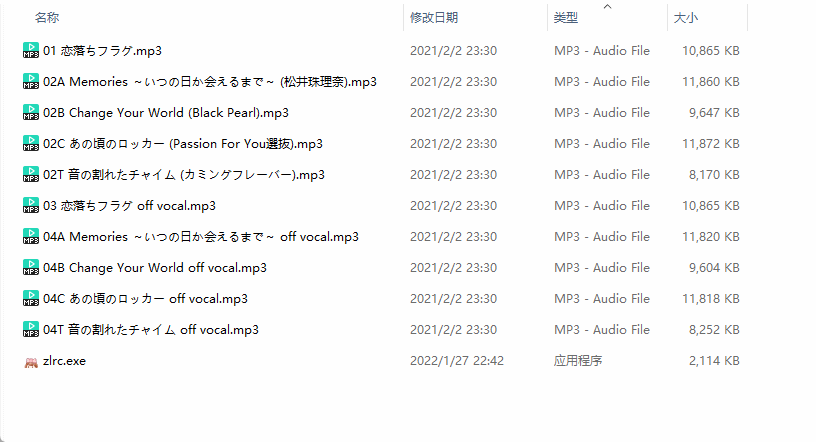 名称 修改日期 类型 大小
01 恋落ちフラグ.mp3 2021/2/2 23:30 MP3 - Audio File 10,865 KB
02A Memories ～いつの日か会えるまで～ (松井珠理奈).mp3 2021/2/2 23:30 MP3 - Audio File 11,860 KB
02B Change Your World (Black Pearl).mp3 2021/2/2 23:30 MP3 - Audio File 9,647 KB
02C あの頃のロッカー (Passion For You選抜).mp3 2021/2/2 23:30 MP3 - Audio File 11,872 KB
02T 音の割れたチャイム (カミングフレーバー).mp3 2021/2/2 23:30 MP3 - Audio File 8,170 KB
03 恋落ちフラグ off vocal.mp3 2021/2/2 23:30 MP3 - Audio File 10,865 KB
04A Memories ～いつの日か会えるまで～ off vocal.mp3 2021/2/2 23:30 MP3 - Audio File 11,820 KB
04B Change Your World off vocal.mp3 2021/2/2 23:30 MP3 - Audio File 9,604 KB
04C あの頃のロッカー off vocal.mp3 2021/2/2 23:30 MP3 - Audio File 11,818 KB
04T 音の割れたチャイム off vocal.mp3 2021/2/2 23:30 MP3 - Audio File 8,252 KB
zlrc.exe 2022/1/27 22:42 应用程序 2,114 KB